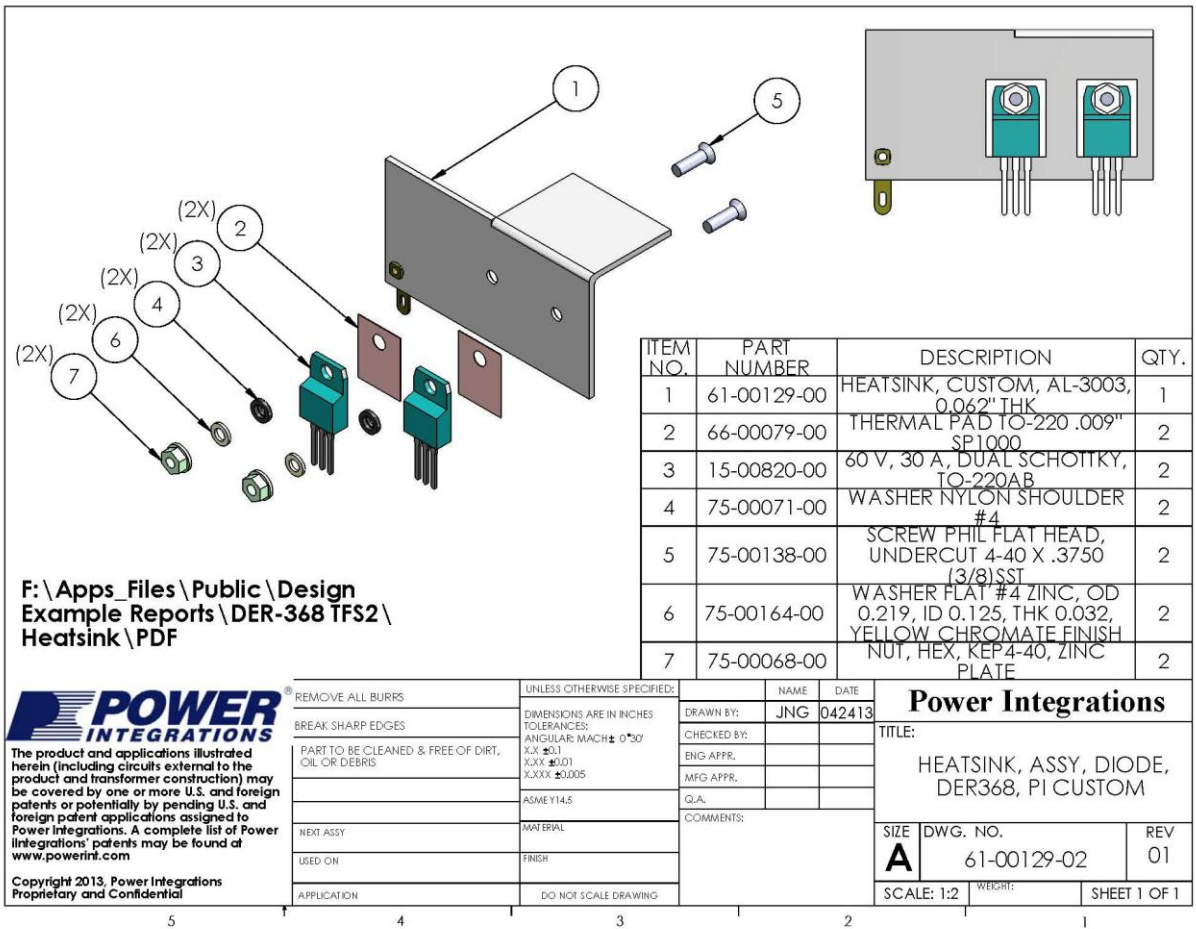 1
5
(2X)
2
(2X)
3
(2X)
4
(2X)
6
(2X)
7
ITEM NO. PART NUMBER DESCRIPTION QTY.
1 61-00129-00 HEATSINK, CUSTOM, AL-3003, 0.062" THK 1
2 66-00079-00 THERMAL PAD TO-220 .009" SP1000 2
3 15-00820-00 60 V, 30 A, DUAL SCHOTTKY, TO-220AB 2
4 75-00071-00 WASHER NYLON SHOULDER #4 2
5 75-00138-00 SCREW PHIL FLAT HEAD, UNDERCUT 4-40 X .3750 (3/8)SST 2
6 75-00164-00 WASHER FLAT #4 ZINC, OD 0.219, ID 0.125, THK 0.032, YELLOW CHROMATE FINISH 2
7 75-00068-00 NUT, HEX, KEP4-40, ZINC PLATE 2
F:\Apps_Files\Public\Design
Example Reports\DER-368 TFS2\
Heatsink\PDF
POWER
INTEGRATIONS
®
The product and applications illustrated
herein (including circuits external to the
product and transformer construction) may
be covered by one or more U.S. and foreign
patents or potentially by pending U.S. and
foreign patent applications assigned to
Power Integrations. A complete list of Power
iIntegrations' patents may be found at
www.powerint.com
Copyright 2013, Power Integrations
Proprietary and Confidential
REMOVE ALL BURRS
BREAK SHARP EDGES
PART TO BE CLEANED & FREE OF DIRT,
OIL OR DEBRIS
NEXT ASSY
USED ON
APPLICATION
UNLESS OTHERWISE SPECIFIED:
DIMENSIONS ARE IN INCHES
TOLERANCES:
ANGULAR: MACH± 0°30'
X.X ±0.1
X.XX ±0.01
X.XXX ±0.005
ASME Y14.5
MATERIAL
FINISH
DO NOT SCALE DRAWING
NAME DATE
DRAWN BY: JNG 042413
CHECKED BY:
ENG APPR.
MFG APPR.
Q.A.
COMMENTS:
Power Integrations
TITLE:
HEATSINK, ASSY, DIODE,
DER368, PI CUSTOM
SIZE DWG. NO. REV
A 61-00129-02 01
SCALE: 1:2 WEIGHT: SHEET 1 OF 1
5 4 3 2 1